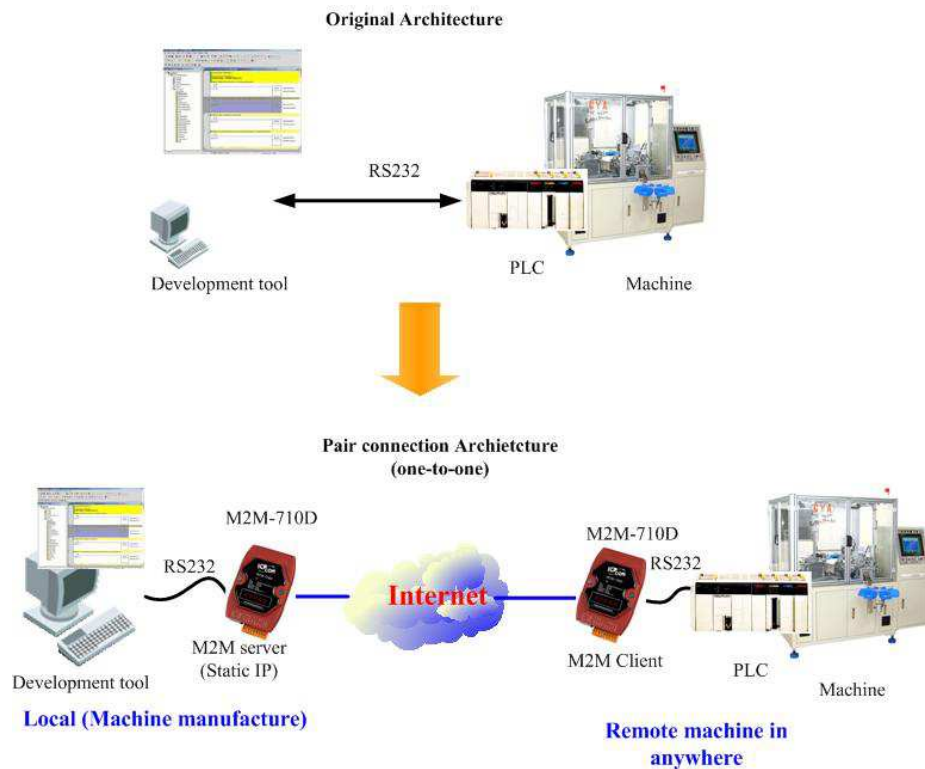 Original Architecture
RS232
PLC
Development tool
Machine
Pair connection Archietcture
(one-to-one)
M2M-710D
M2M-710D
RS232
RS232
Internet
M2M server
(Static IP)
M2M Client
PLC
Development tool
Machine
Local (Machine manufacture)
Remote machine in
anywhere